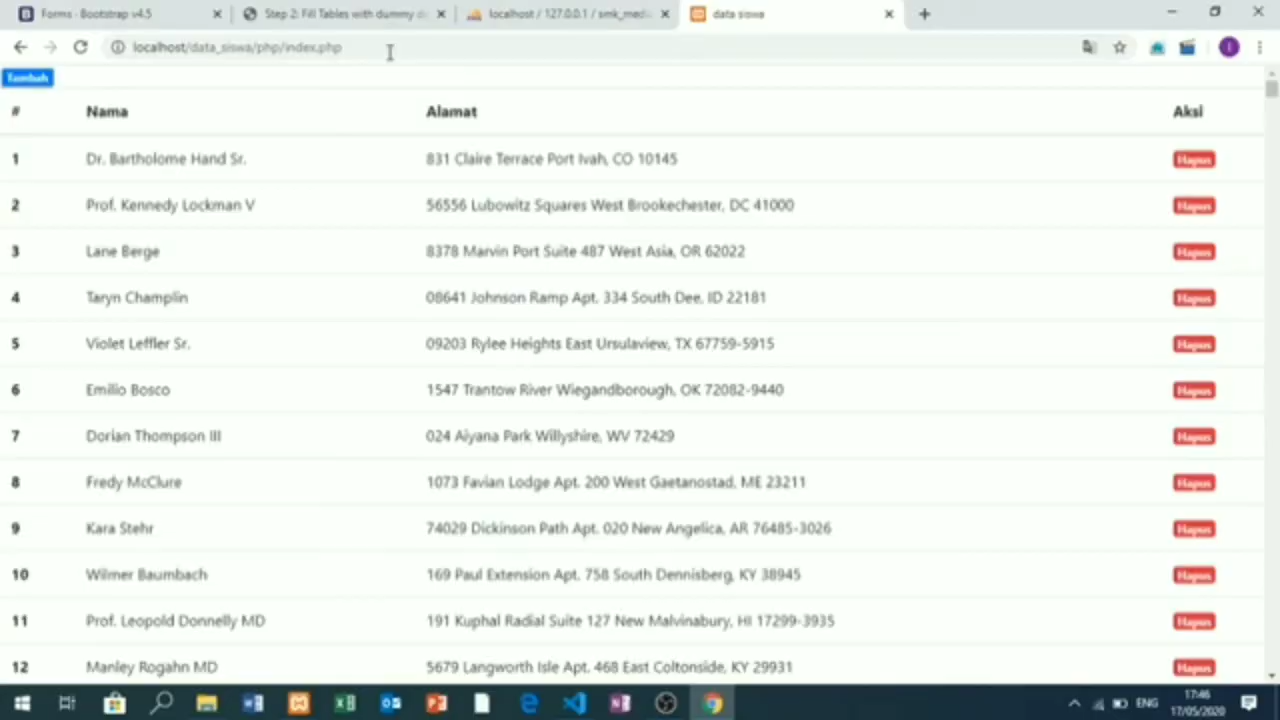 Forms · Bootstrap v4.5
Step 2: Fill Tables with dummy d
localhost / 127.0.0.1 / smk_medi
data siswa
localhost/data_siswa/php/index.php
Tambah
# Nama Alamat Aksi
1 Dr. Bartholome Hand Sr. 831 Claire Terrace Port Ivah, CO 10145 Hapus
2 Prof. Kennedy Lockman V 56556 Lubowitz Squares West Brookechester, DC 41000 Hapus
3 Lane Berge 8378 Marvin Port Suite 487 West Asia, OR 62022 Hapus
4 Taryn Champlin 08641 Johnson Ramp Apt. 334 South Dee, ID 22181 Hapus
5 Violet Leffler Sr. 09203 Rylee Heights East Ursulaview, TX 67759-5915 Hapus
6 Emilio Bosco 1547 Trantow River Wiegandborough, OK 72082-9440 Hapus
7 Dorian Thompson III 024 Aiyana Park Willyshire, WV 72429 Hapus
8 Fredy McClure 1073 Favian Lodge Apt. 200 West Gaetanostad, ME 23211 Hapus
9 Kara Stehr 74029 Dickinson Path Apt. 020 New Angelica, AR 76485-3026 Hapus
10 Wilmer Baumbach 169 Paul Extension Apt. 758 South Dennisberg, KY 38945 Hapus
11 Prof. Leopold Donnelly MD 191 Kuphal Radial Suite 127 New Malvinabury, HI 17299-3935 Hapus
12 Manley Rogahn MD 5679 Langworth Isle Apt. 468 East Coltonside, KY 29931 Hapus
ENG
17:46
17/05/2020